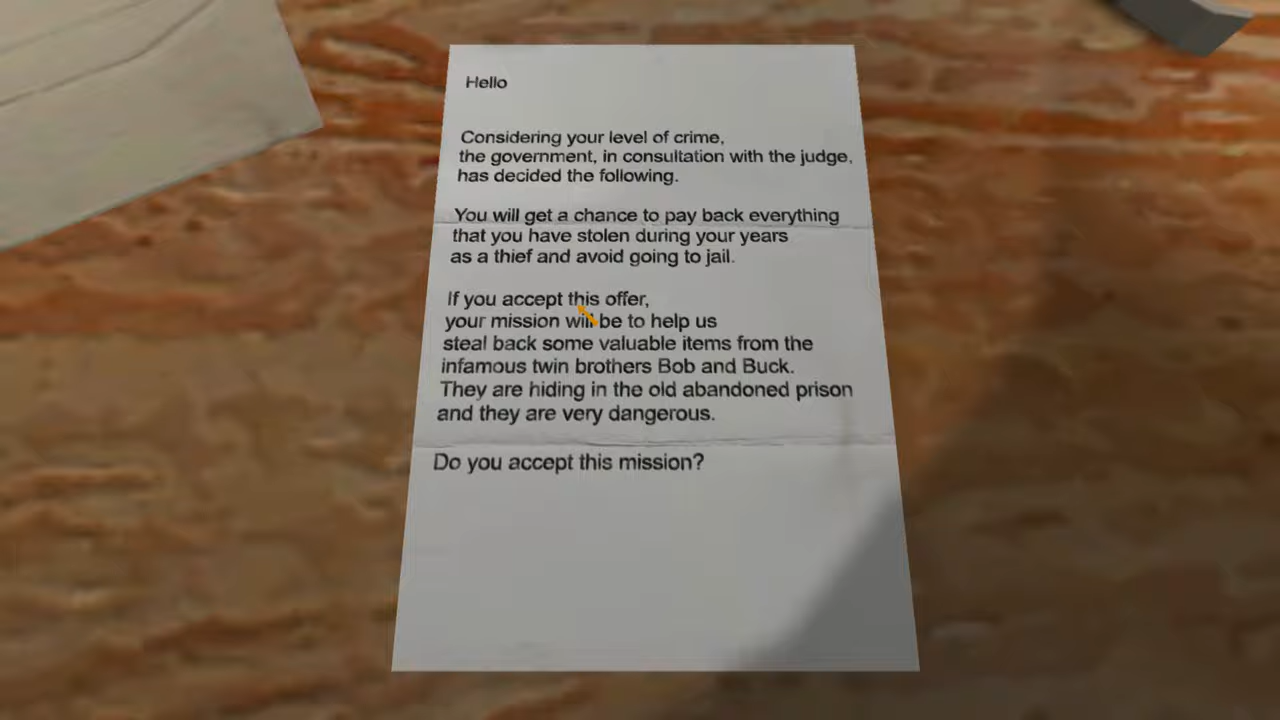 Hello
Considering your level of crime,
the government, in consultation with the judge,
has decided the following.
You will get a chance to pay back everything
that you have stolen during your years
as a thief and avoid going to jail.
If you accept this offer,
your mission will be to help us
steal back some valuable items from the
infamous twin brothers Bob and Buck.
They are hiding in the old abandoned prison
and they are very dangerous.
Do you accept this mission?